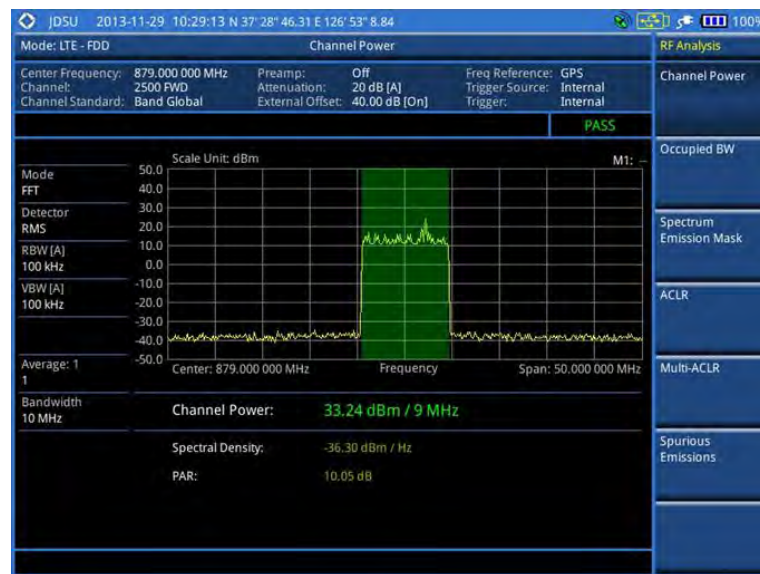 JDSU 2013-11-29 10:29:13 N 37' 28" 46.31 E 126' 53" 8.84 100%
Mode: LTE - FDD Channel Power RF Analysis
Center Frequency: 879.000 000 MHz Preamp: Off Freq Reference: GPS
Channel: 2500 FWD Attenuation: 20 dB [A] Trigger Source: Internal
Channel Standard: Band Global External Offset: 40.00 dB [On] Trigger: Internal
PASS
Channel Power
Occupied BW
Spectrum
Emission Mask
ACLR
Multi-ACLR
Spurious
Emissions
Scale Unit: dBm M1: --
Mode
FFT
Detector
RMS
RBW [A]
100 kHz
VBW [A]
100 kHz
Average: 1
1
Bandwidth
10 MHz
50.0
40.0
30.0
20.0
10.0
0.0
-10.0
-20.0
-30.0
-40.0
-50.0
Center: 879.000 000 MHz Frequency Span: 50.000 000 MHz
Channel Power: 33.24 dBm / 9 MHz
Spectral Density: -36.30 dBm / Hz
PAR: 10.05 dB